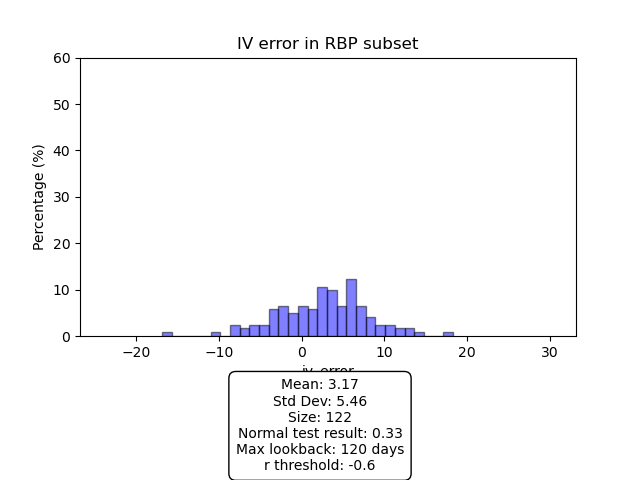 IV error in RBP subset
60
50
40
30
20
10
0
Percentage (%)
−20 −10 0 10 20 30
iv_error
Mean: 3.17
Std Dev: 5.46
Size: 122
Normal test result: 0.33
Max lookback: 120 days
r threshold: -0.6